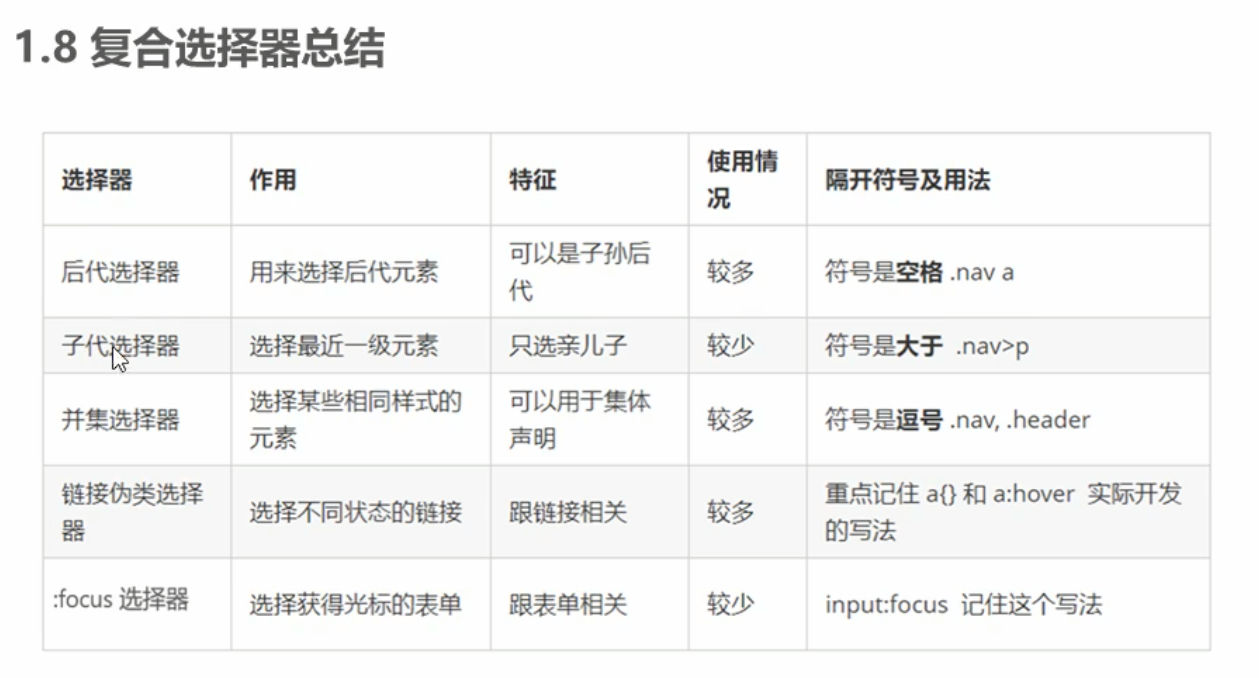 1.8 复合选择器总结
选择器 作用 特征 使用情
况 隔开符号及用法
后代选择器 用来选择后代元素 可以是子孙后
代 较多 符号是空格 .nav a
子代选择器 选择最近一级元素 只选亲儿子 较少 符号是大于 .nav>p
并集选择器 选择某些相同样式的
元素 可以用于集体
声明 较多 符号是逗号 .nav, .header
链接伪类选择
器 选择不同状态的链接 跟链接相关 较多 重点记住 a{} 和 a:hover 实际开发
的写法
:focus 选择器 选择获得光标的表单 跟表单相关 较少 input:focus 记住这个写法